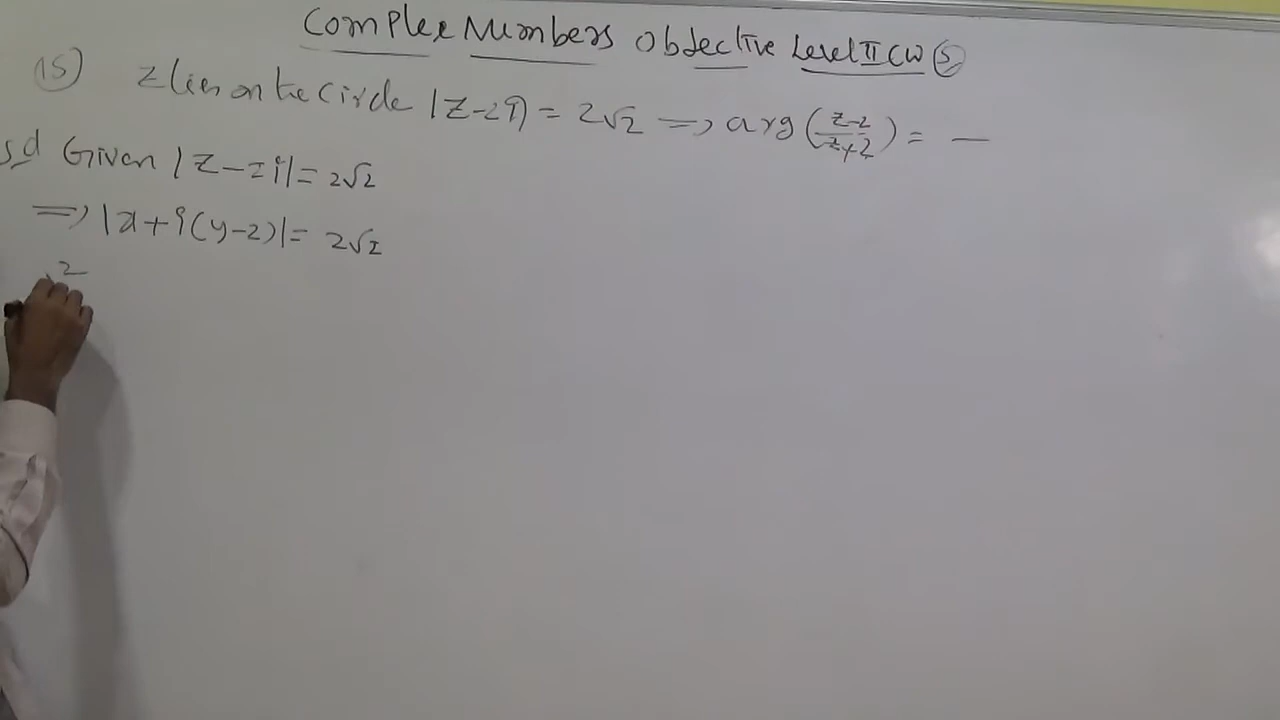 Complex Numbers Objective Level II CW (5)
(15) Z lies on the Circle |Z-2i| = 2√2 ⟹ arg(z-2/z+2) = —
Sol Given |Z-2i| = 2√2
⟹ |x+i(y-2)| = 2√2
2